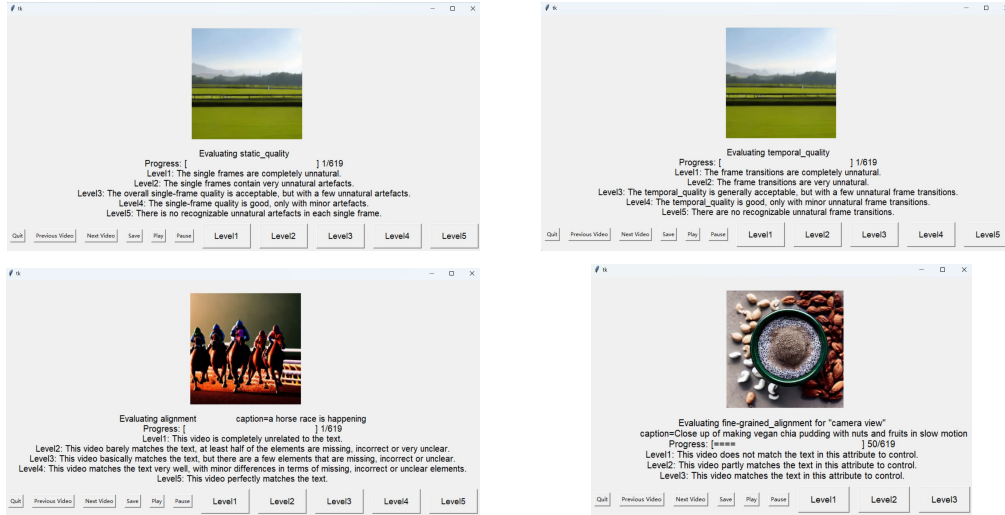 tk
Evaluating static_quality
Progress: [ ] 1/619
Level1: The single frames are completely unnatural.
Level2: The single frames contain very unnatural artefacts.
Level3: The overall single-frame quality is acceptable, but with a few unnatural artefacts.
Level4: The single-frame quality is good, only with minor artefacts.
Level5: There is no recognizable unnatural artefacts in each single frame.
Quit Previous Video Next Video Save Play Pause Level1 Level2 Level3 Level4 Level5
tk
Evaluating temporal_quality
Progress: [ ] 1/619
Level1: The frame transitions are completely unnatural.
Level2: The frame transitions are very unnatural.
Level3: The temporal_quality is generally acceptable, but with a few unnatural frame transitions.
Level4: The temporal_quality is good, only with minor unnatural frame transitions.
Level5: There are no recognizable unnatural frame transitions.
Quit Previous Video Next Video Save Play Pause Level1 Level2 Level3 Level4 Level5
tk
Evaluating alignment caption=a horse race is happening
Progress: [ ] 1/619
Level1: This video is completely unrelated to the text.
Level2: This video barely matches the text, at least half of the elements are missing, incorrect or very unclear.
Level3: This video basically matches the text, but there are a few elements that are missing, incorrect or unclear.
Level4: This video matches the text very well, with minor differences in terms of missing, incorrect or unclear elements.
Level5: This video perfectly matches the text.
Quit Previous Video Next Video Save Play Pause Level1 Level2 Level3 Level4 Level5
tk
Evaluating fine-grained_alignment for "camera view"
caption=Close up of making vegan chia pudding with nuts and fruits in slow motion
Progress: [==== ] 50/619
Level1: This video does not match the text in this attribute to control.
Level2: This video partly matches the text in this attribute to control.
Level3: This video matches the text in this attribute to control.
Quit Previous Video Next Video Save Play Pause Level1 Level2 Level3